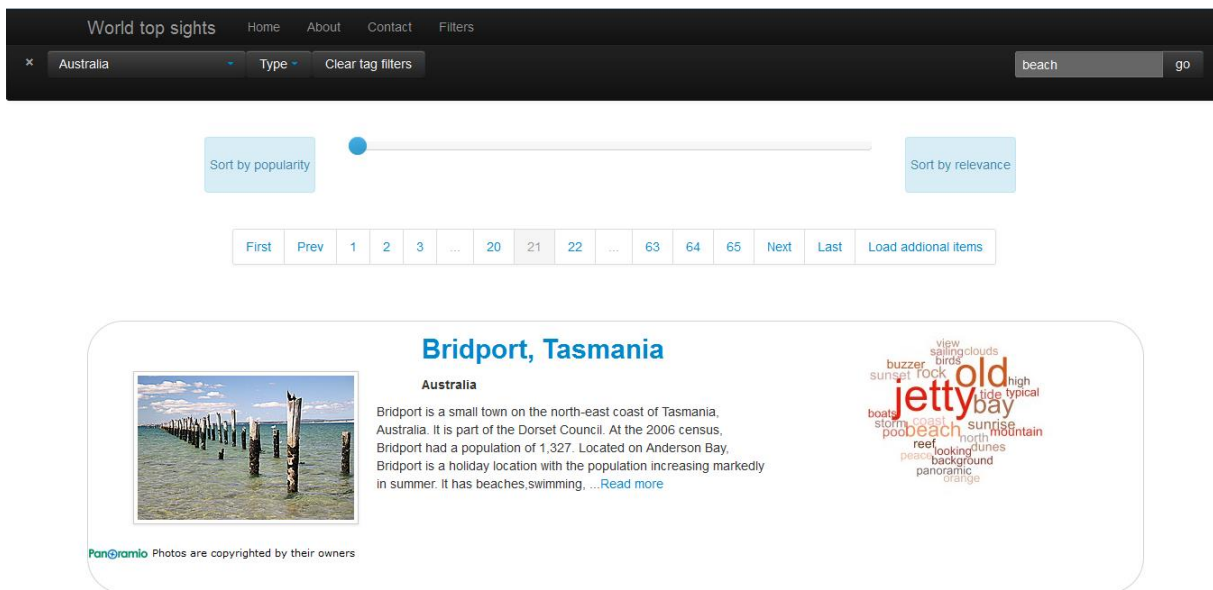 World top sights Home About Contact Filters
× Australia Type Clear tag filters beach go
Sort by popularity Sort by relevance
First Prev 1 2 3 ... 20 21 22 ... 63 64 65 Next Last Load addional items
Bridport, Tasmania
Australia
Bridport is a small town on the north-east coast of Tasmania,
Australia. It is part of the Dorset Council. At the 2006 census,
Bridport had a population of 1,327. Located on Anderson Bay,
Bridport is a holiday location with the population increasing markedly
in summer. It has beaches,swimming, ...Read more
Panoramio Photos are copyrighted by their owners
view
sailing clouds
buzzer birds
sunset rock old
high
jetty tide typical
bay
boats
storm coast sunrise
pool beach mountain
north
reef dunes
looking
peace background
panoramic
orange